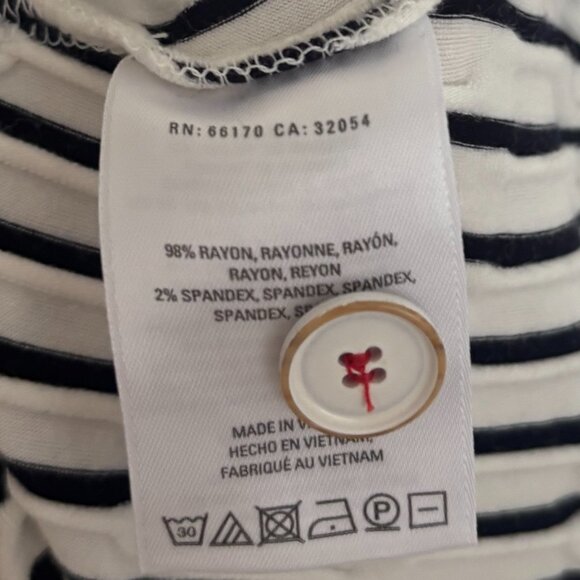 RN: 66170 CA: 32054
98% RAYON, RAYONNE, RAYÓN,
RAYON, REYON
2% SPANDEX, SPANDEX, SPANDEX,
SPANDEX,
MADE IN
HECHO EN VIETNAM,
FABRIQUÉ AU VIETNAM
30
P